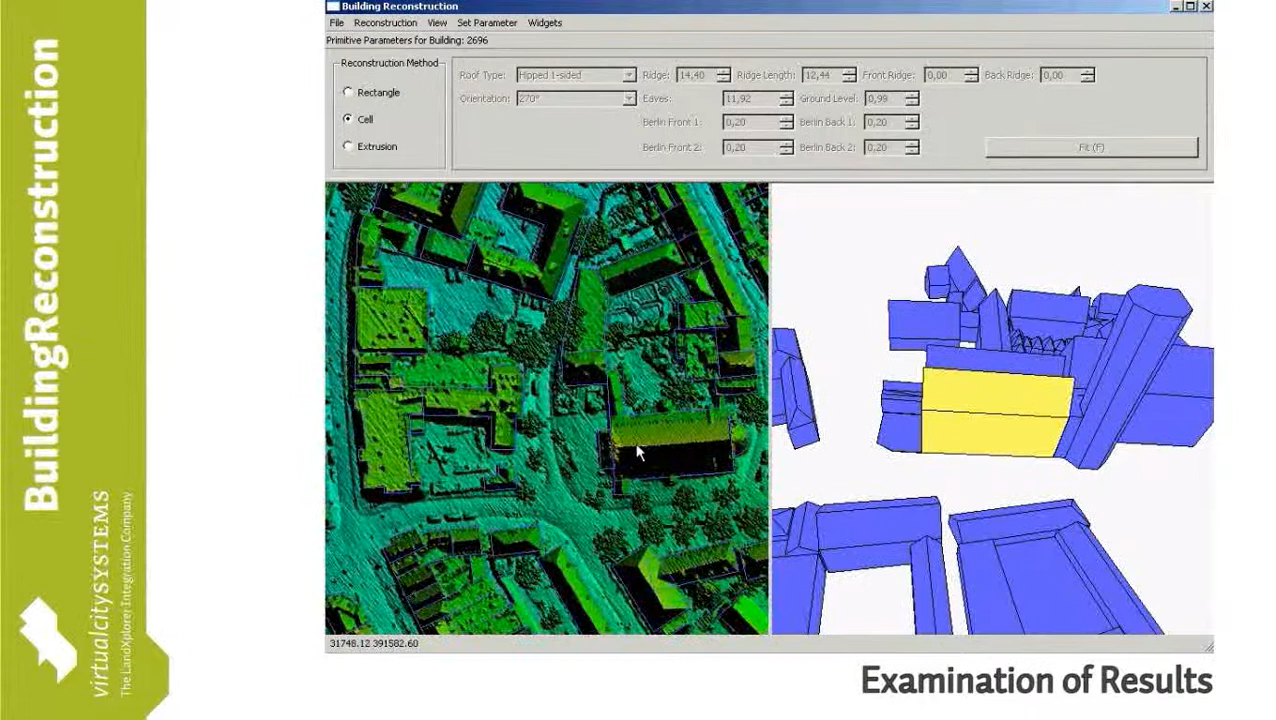 BuildingReconstruction
virtualcitySYSTEMS
The LandXplorer Integration Company
Building Reconstruction
File Reconstruction View Set Parameter Widgets
Primitive Parameters for Building: 2696
Reconstruction Method
Rectangle
Cell
Extrusion
Roof Type: Hipped 1-sided Ridge: 14,40 Ridge Length: 12,44 Front Ridge: 0,00 Back Ridge: 0,00
Orientation: 270° Eaves: 11,92 Ground Level: 0,99
Berlin Front 1: 0,20 Berlin Back 1: 0,20
Berlin Front 2: 0,20 Berlin Back 2: 0,20 Fit (F)
31748.12 391582.60
Examination of Results